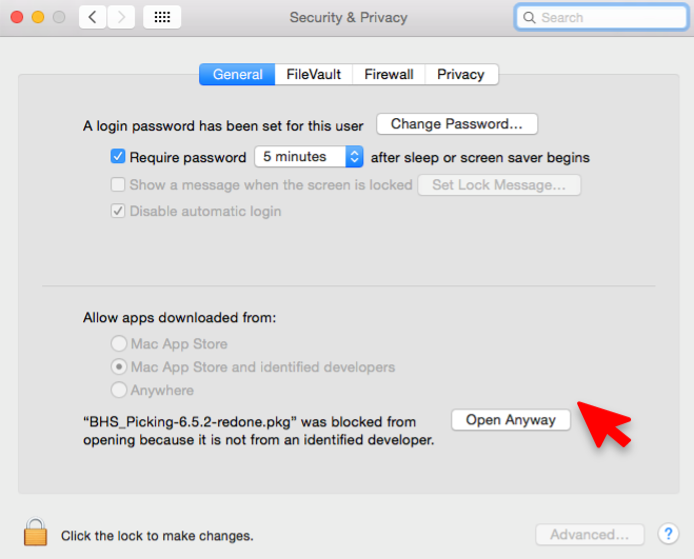 Security & Privacy
Search
General
FileVault
Firewall
Privacy
A login password has been set for this user
Change Password...
Require password
5 minutes
after sleep or screen saver begins
Show a message when the screen is locked
Set Lock Message...
Disable automatic login
Allow apps downloaded from:
Mac App Store
Mac App Store and identified developers
Anywhere
“BHS_Picking-6.5.2-redone.pkg” was blocked from
opening because it is not from an identified developer.
Open Anyway
Click the lock to make changes.
Advanced...
?